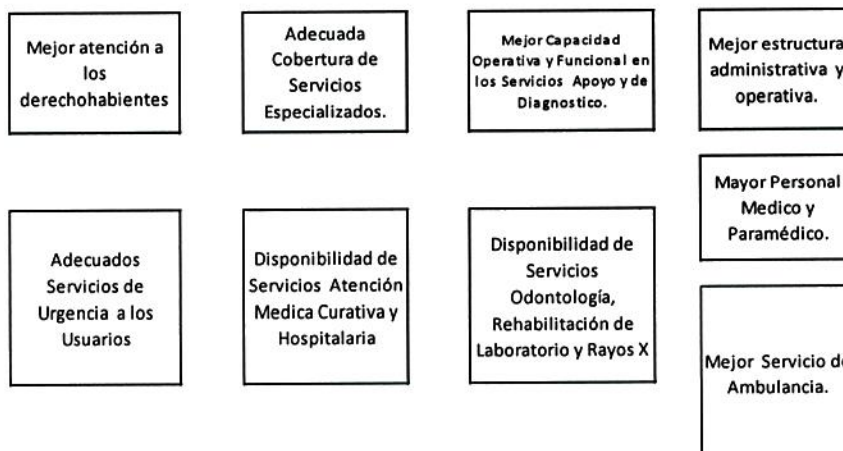 Mejor atención a
los
derechohabientes
Adecuada
Cobertura de
Servicios
Especializados.
Mejor Capacidad
Operativa y Funcional en
los Servicios Apoyo y de
Diagnostico.
Mejor estructura
administrativa y
operativa.
Mayor Personal
Medico y
Paramédico.
Adecuados
Servicios de
Urgencia a los
Usuarios
Disponibilidad de
Servicios Atención
Medica Curativa y
Hospitalaria
Disponibilidad de
Servicios
Odontología,
Rehabilitación de
Laboratorio y Rayos X
Mejor Servicio de
Ambulancia.